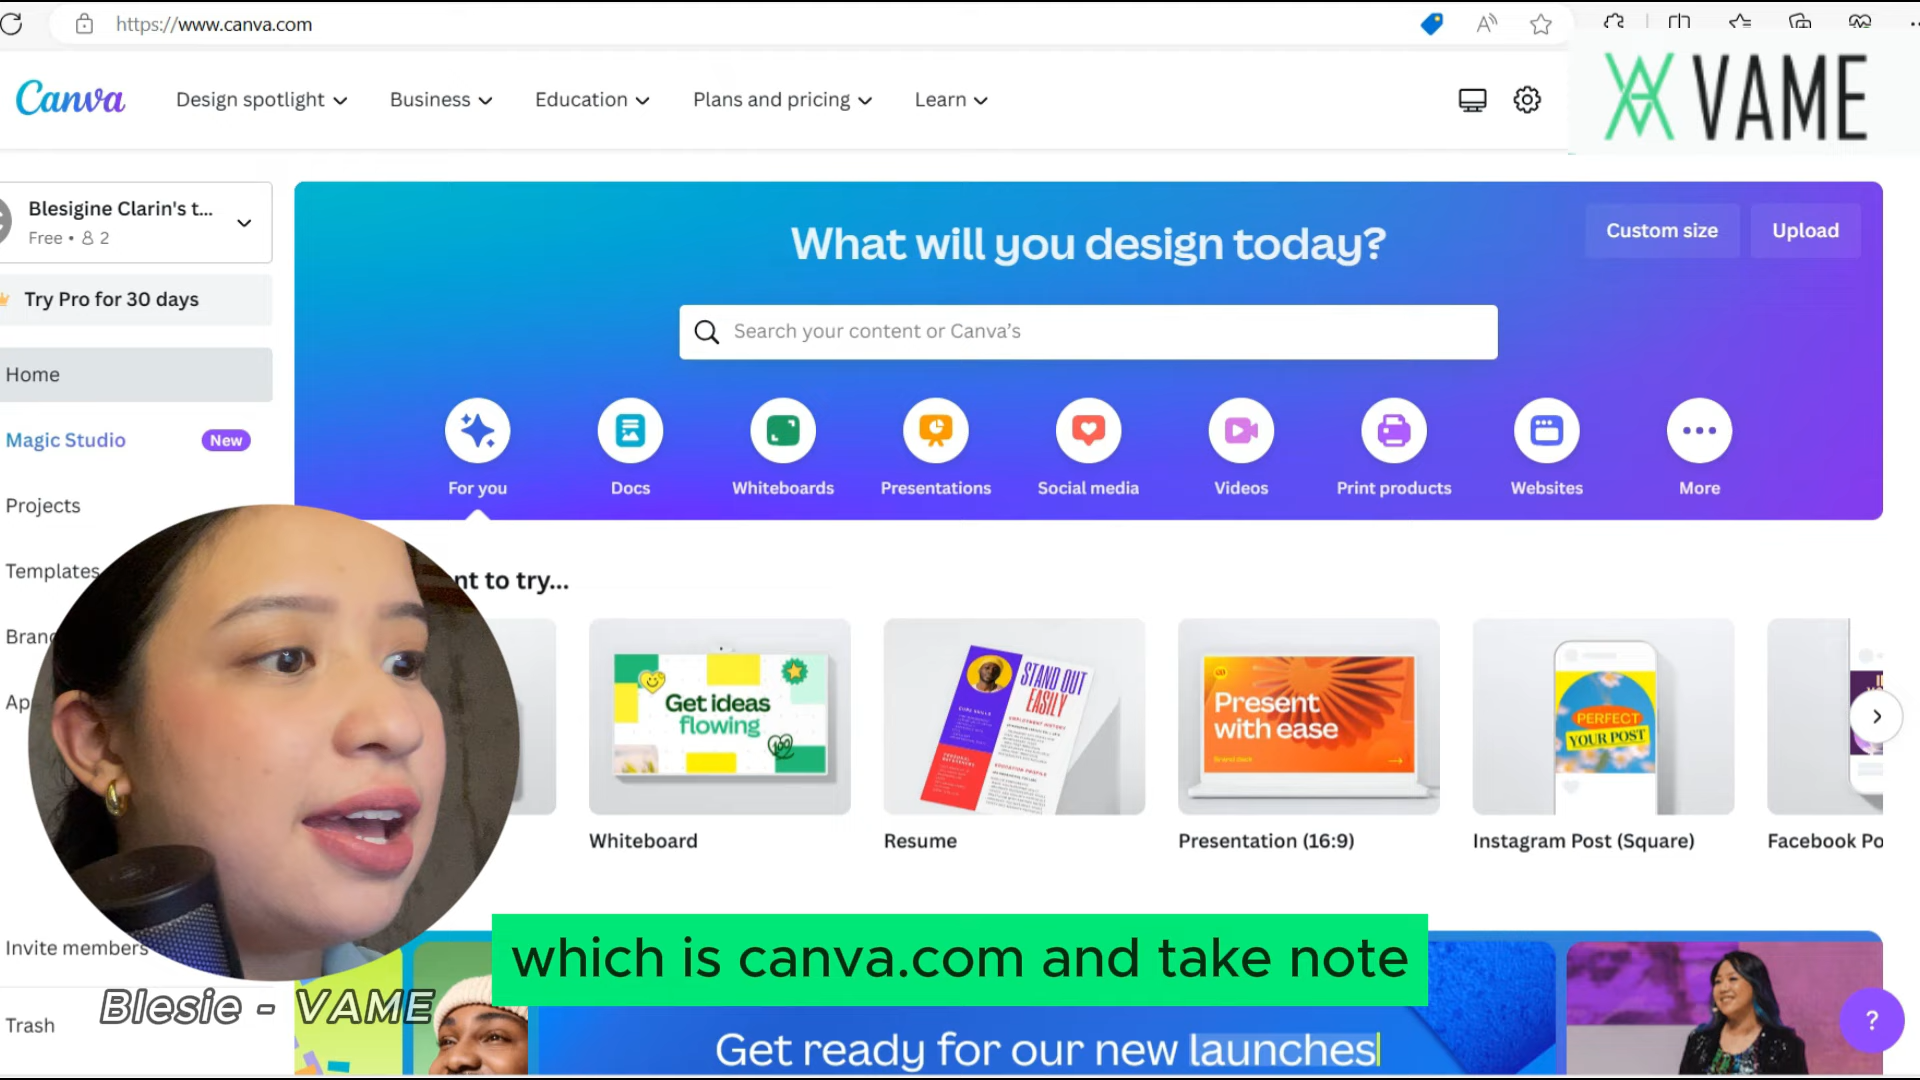 https://www.canva.com
Canva
Design spotlight
Business
Education
Plans and pricing
Learn
VAME
Blesigine Clarin's t...
Free • 2
Try Pro for 30 days
Home
Magic Studio
New
Projects
Templates
Bran
Ap
Invite members
Trash
What will you design today?
Custom size
Upload
Search your content or Canva's
For you
Docs
Whiteboards
Presentations
Social media
Videos
Print products
Websites
More
nt to try...
Get ideas
flowing
100
STAND OUT
EASILY
Present
with ease
PERFECT
YOUR POST
Whiteboard
Resume
Presentation (16:9)
Instagram Post (Square)
Facebook Po
which is canva.com and take note
Blesie - VAME
Get ready for our new launches
?